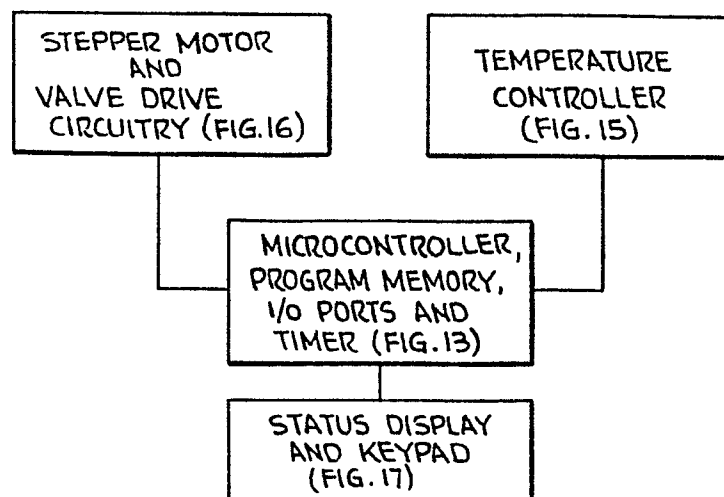 STEPPER MOTOR
AND
VALVE DRIVE
CIRCUITRY (FIG.16)
TEMPERATURE
CONTROLLER
(FIG. 15)
MICROCONTROLLER,
PROGRAM MEMORY,
I/O PORTS AND
TIMER (FIG.13)
STATUS DISPLAY
AND KEYPAD
(FIG.17)